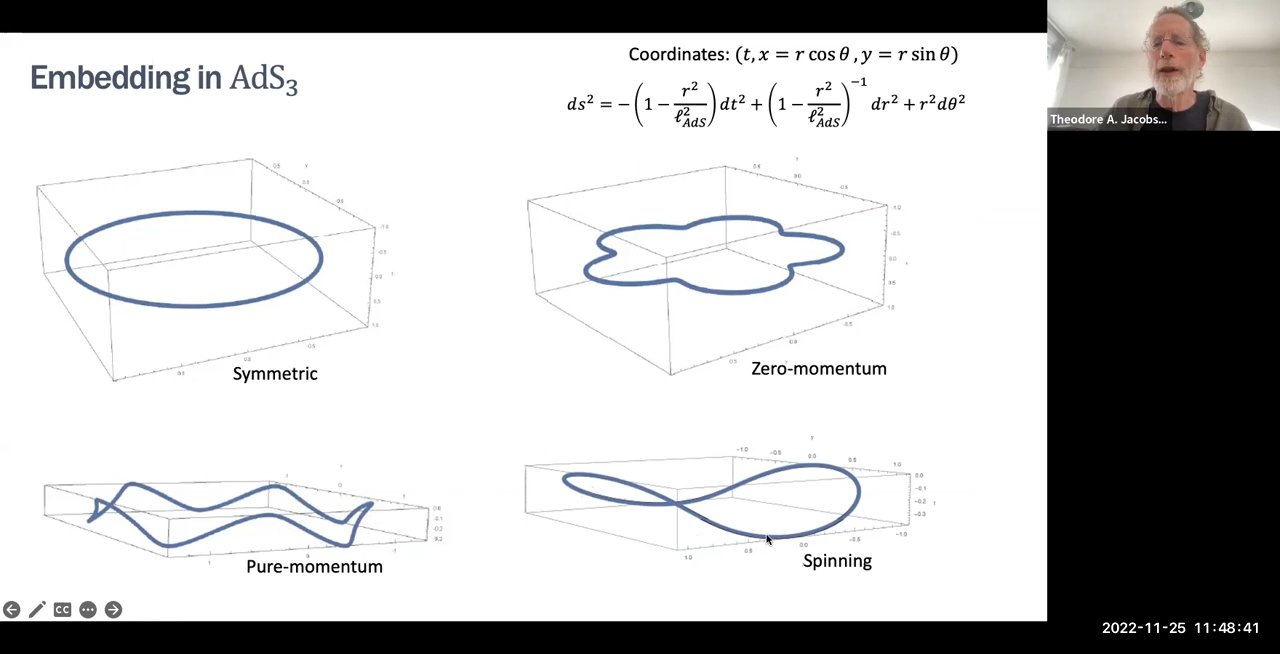 Embedding in AdS₃
Coordinates: (t, x = r cos θ , y = r sin θ)
ds² = −(1 − r²/ℓ²_AdS) dt² + (1 − r²/ℓ²_AdS)⁻¹ dr² + r²dθ²
Theodore A. Jacobs...
Symmetric
Zero-momentum
Pure-momentum
Spinning
CC
2022-11-25 11:48:41